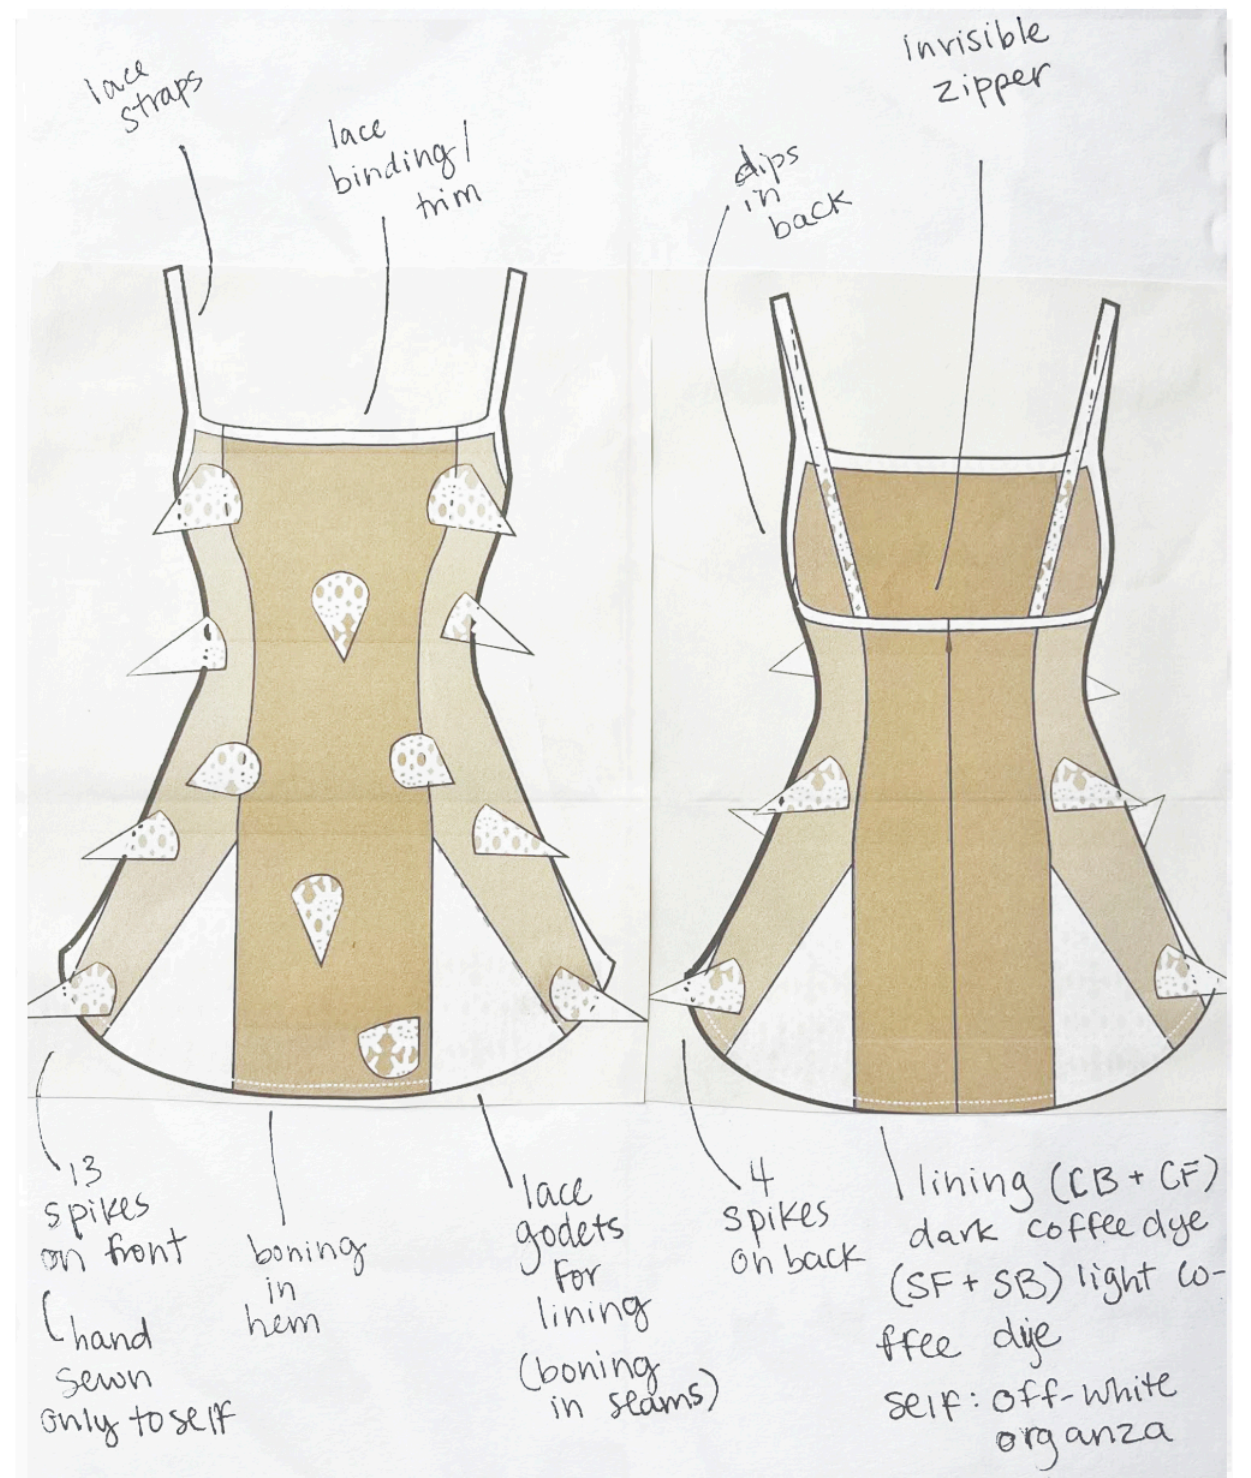 lace
straps
lace
binding/
trim
dips
in
back
invisible
zipper
13
spikes
on front
hand
sewn
only to self
boning
in
hem
lace
godets
for
lining
(boning
in seams)
4
spikes
on back
lining (CB + CF)
dark coffee dye
(SF + SB) light co-
ffee dye
self: off-white
organza